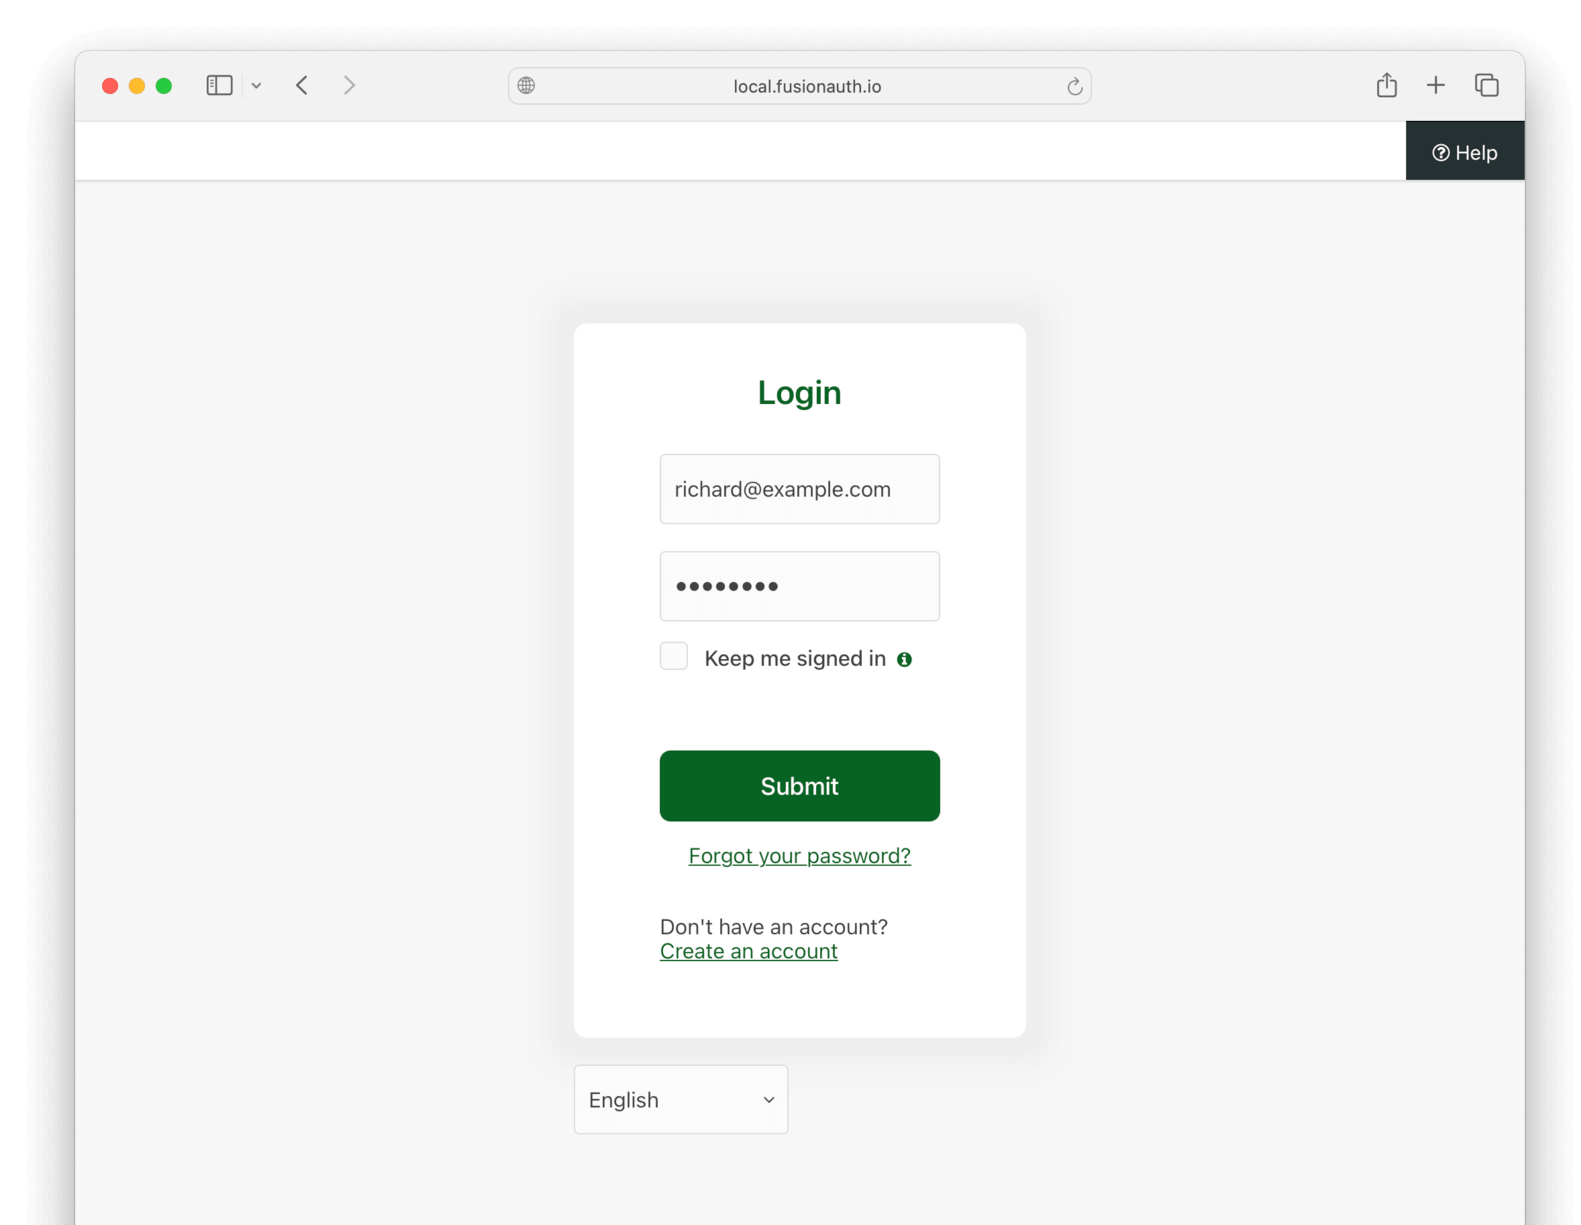 local.fusionauth.io
Help
Login
richard@example.com
••••••••
Keep me signed in
Submit
Forgot your password?
Don't have an account?
Create an account
English